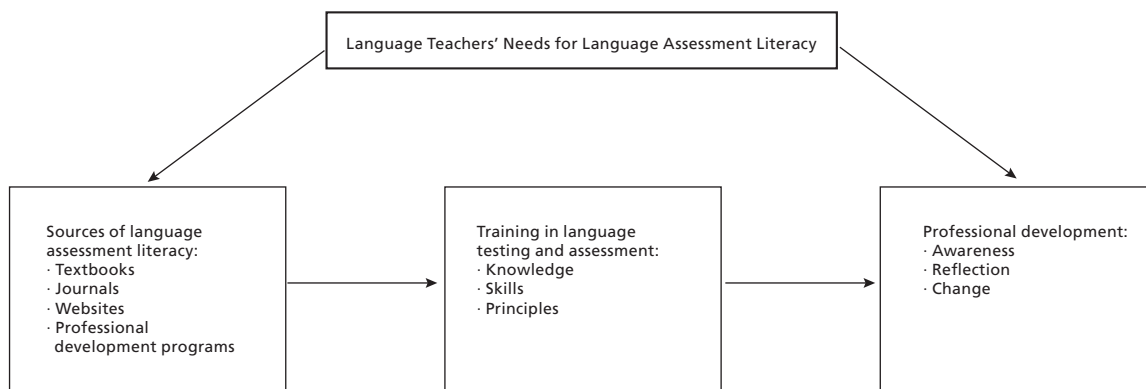 Language Teachers’ Needs for Language Assessment Literacy
Sources of language
assessment literacy:
· Textbooks
· Journals
· Websites
· Professional
development programs
Training in language
testing and assessment:
· Knowledge
· Skills
· Principles
Professional development:
· Awareness
· Reflection
· Change